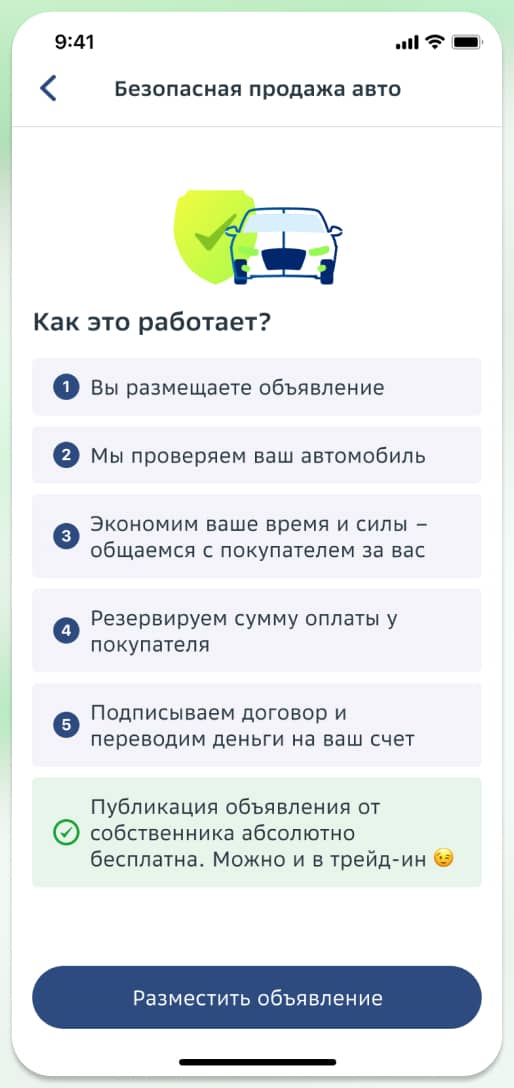 9:41
Безопасная продажа авто
Как это работает?
1 Вы размещаете объявление
2 Мы проверяем ваш автомобиль
3 Экономим ваше время и силы –
общаемся с покупателем за вас
4 Резервируем сумму оплаты у
покупателя
5 Подписываем договор и
переводим деньги на ваш счет
Публикация объявления от
собственника абсолютно
бесплатна. Можно и в трейд-ин 😉
Разместить объявление